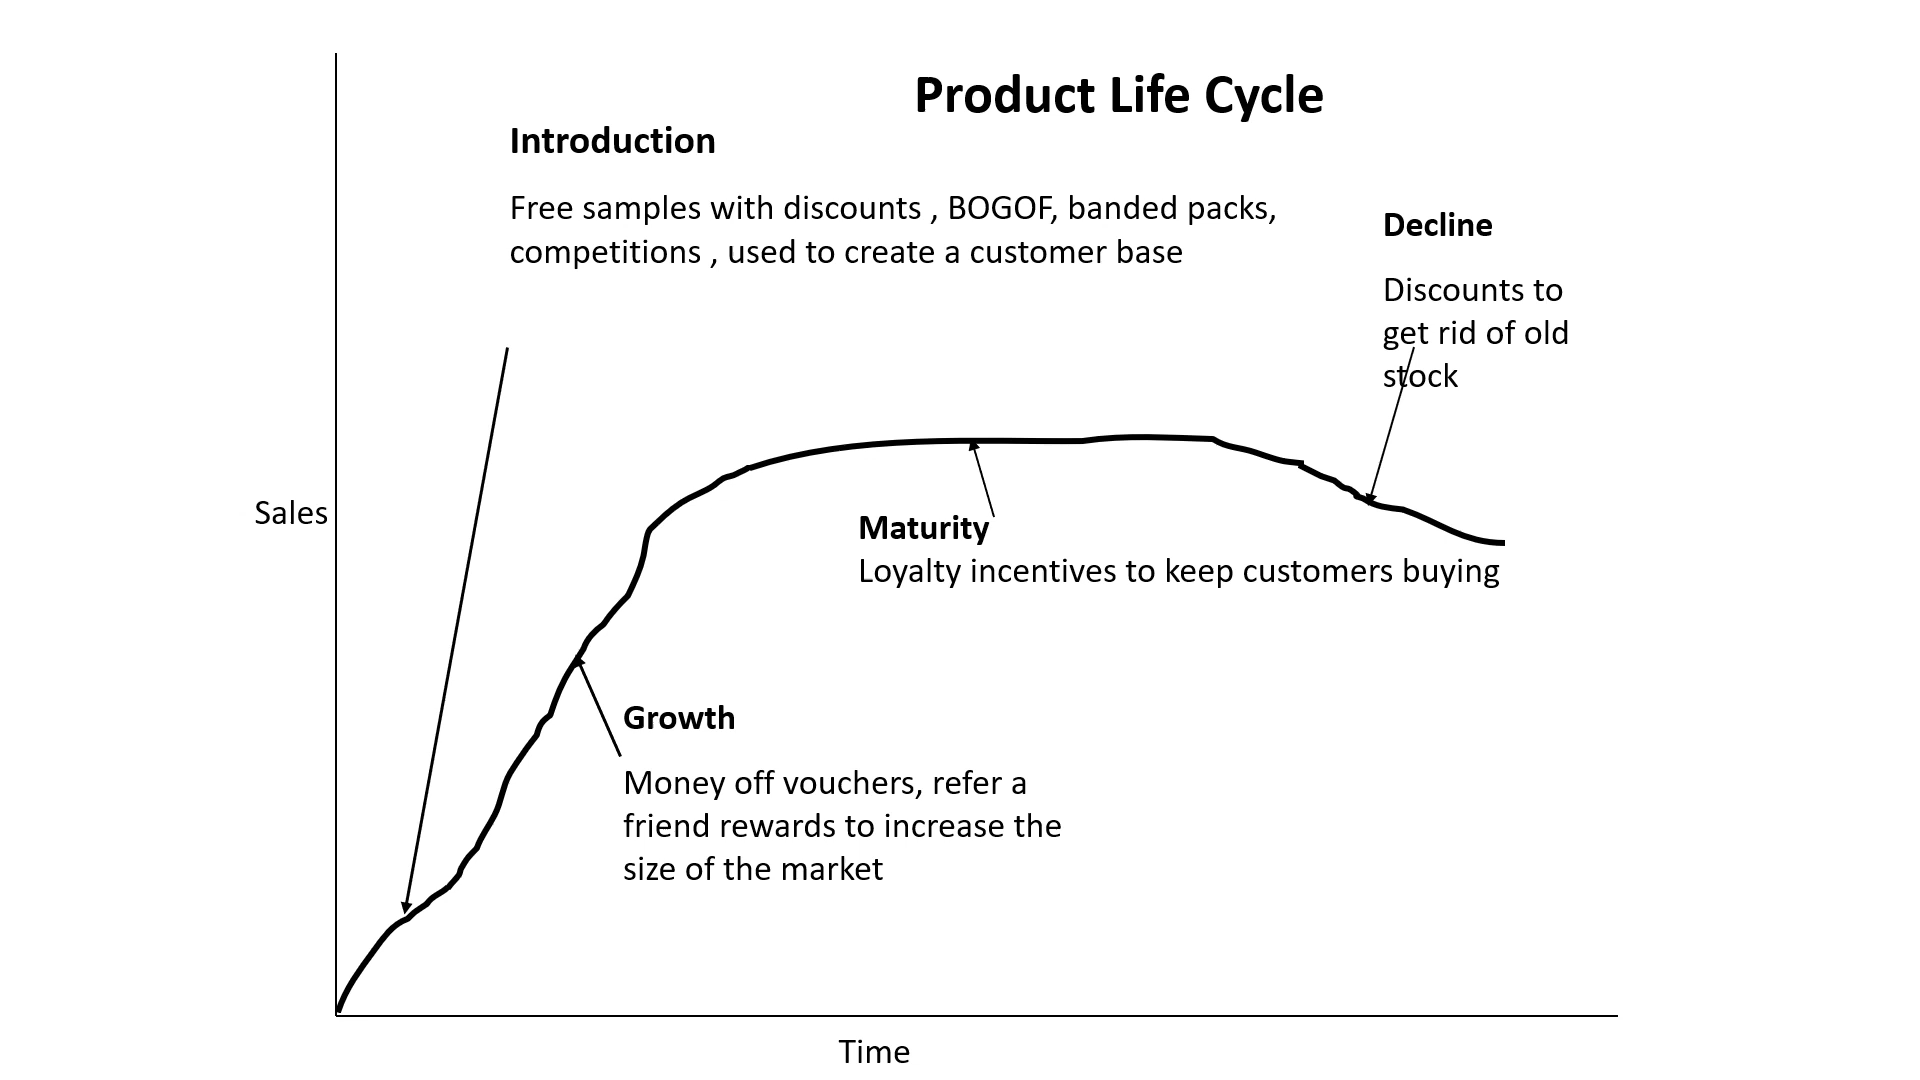 Product Life Cycle
Introduction
Free samples with discounts , BOGOF, banded packs,
competitions , used to create a customer base
Decline
Discounts to
get rid of old
stock
Sales
Maturity
Loyalty incentives to keep customers buying
Growth
Money off vouchers, refer a
friend rewards to increase the
size of the market
Time